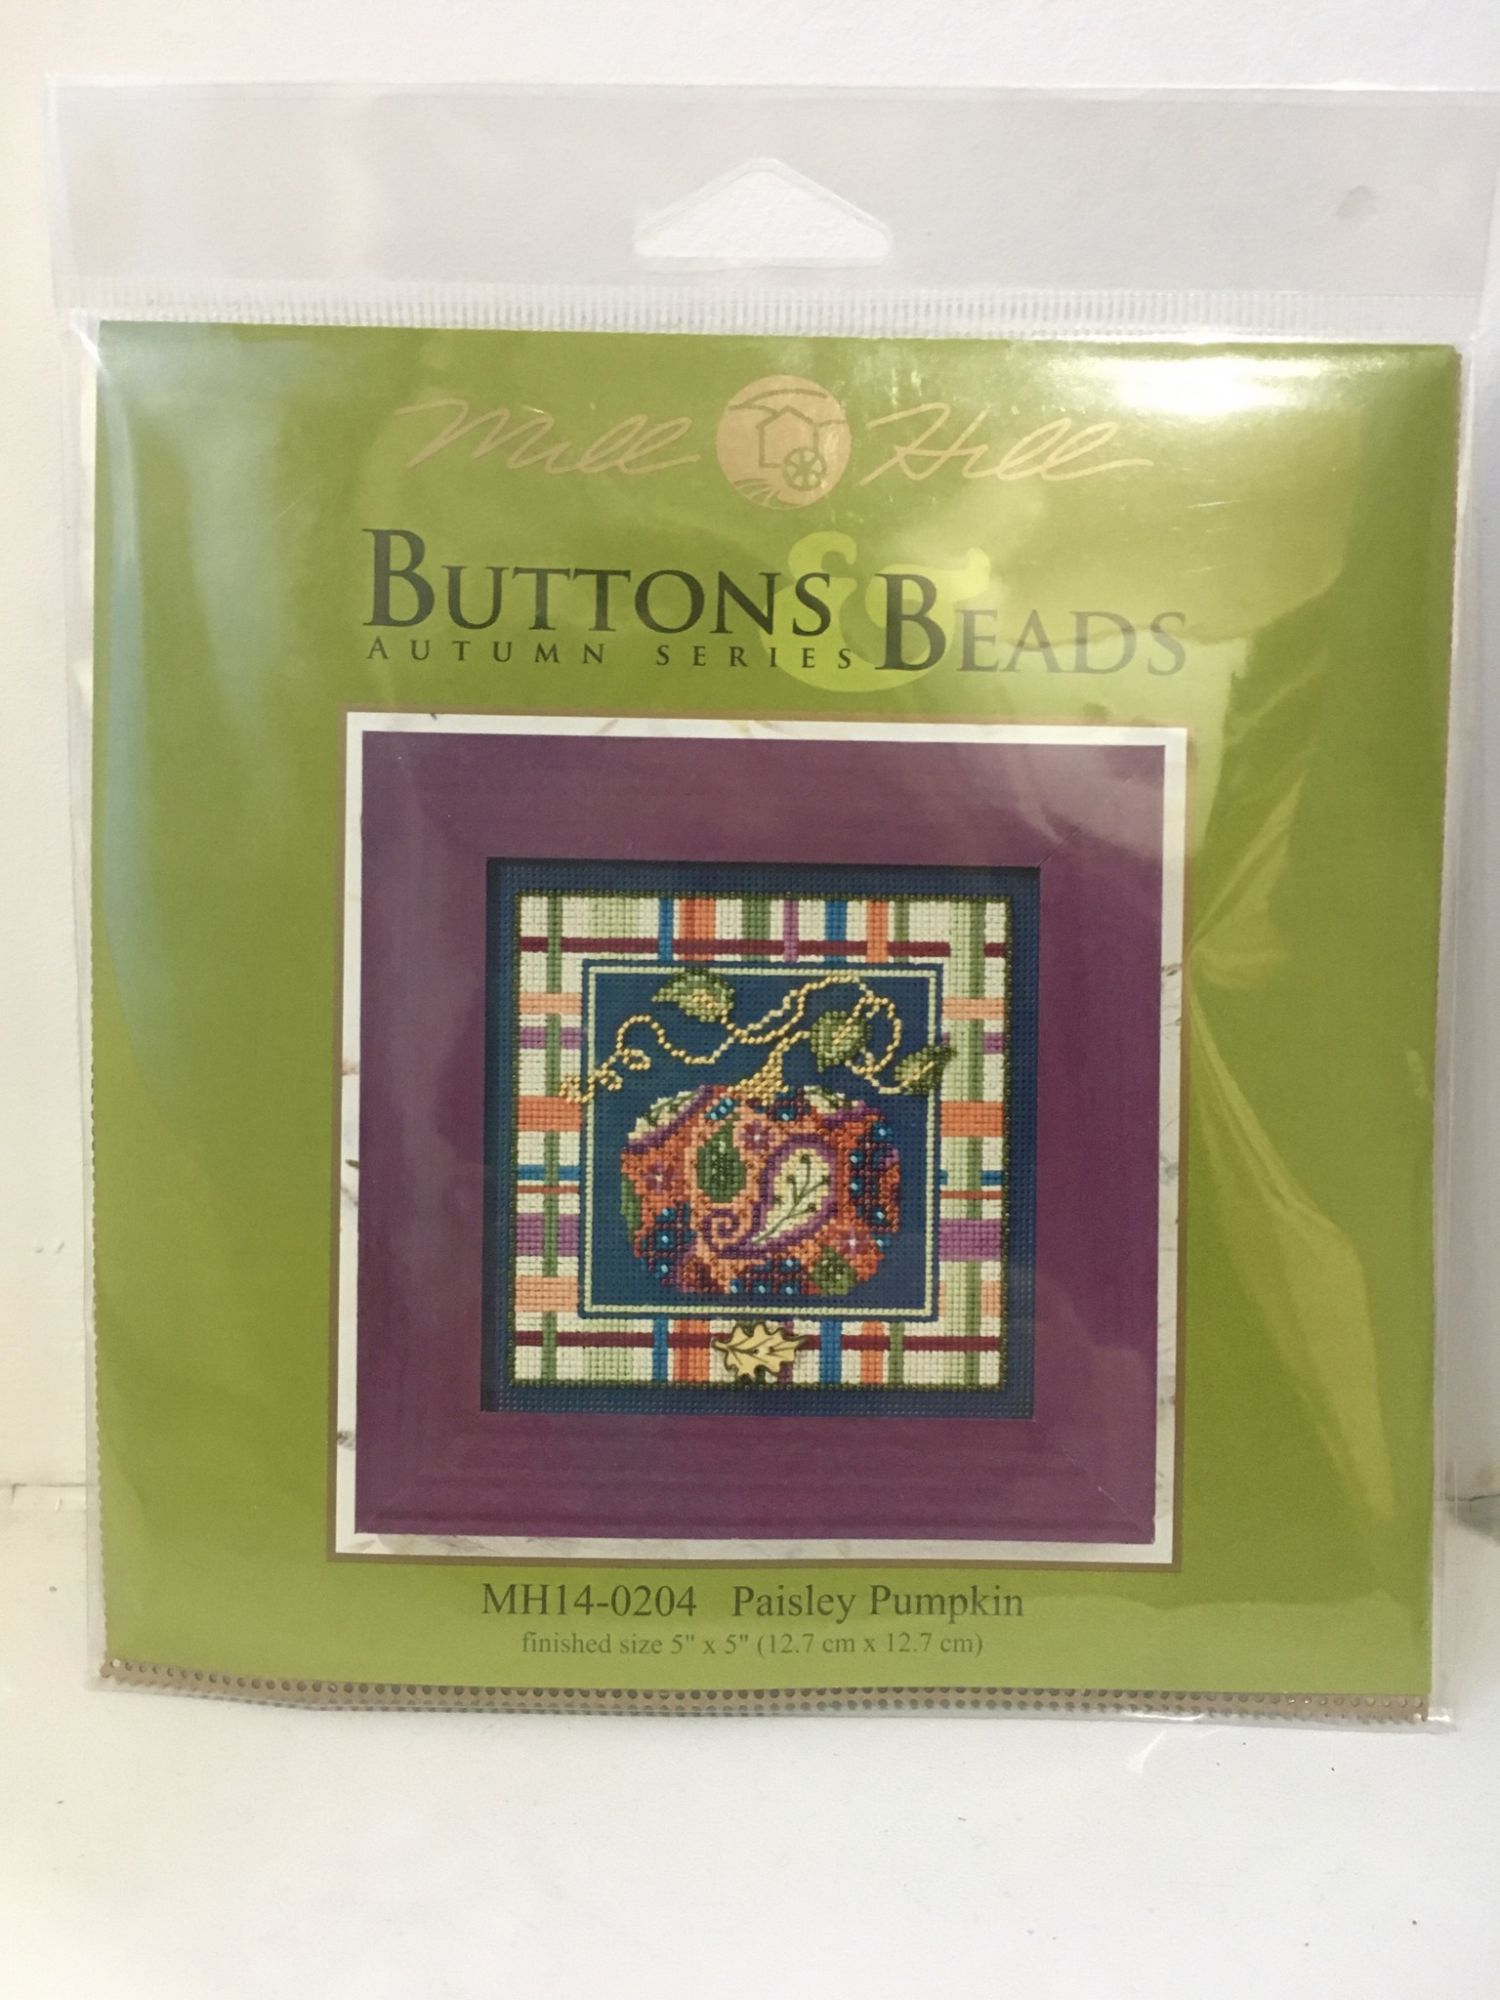 Mill Hill
BUTTONS & BEADS
AUTUMN SERIES
MH14-0204 Paisley Pumpkin
finished size 5" x 5" (12.7 cm x 12.7 cm)